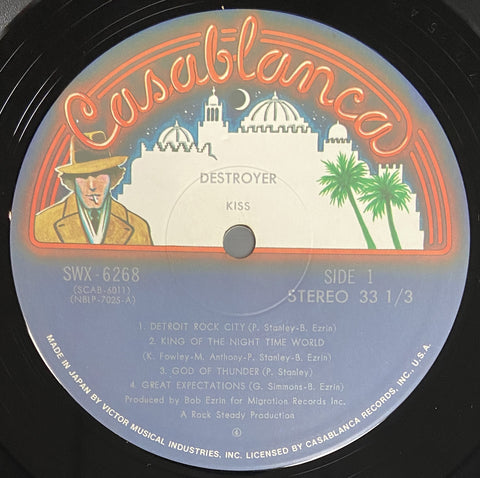 Casablanca
DESTROYER
KISS
SWX-6268
(SCAB-6011)
(NBLP-7025-A)
SIDE 1
STEREO 33 1/3
1. DETROIT ROCK CITY (P. Stanley-B. Ezrin)
2. KING OF THE NIGHT TIME WORLD
(K. Fowley-M. Anthony-P. Stanley-B. Ezrin)
3. GOD OF THUNDER (P. Stanley)
4. GREAT EXPECTATIONS (G. Simmons-B. Ezrin)
Produced by Bob Ezrin for Migration Records Inc.
A Rock Steady Production
④
MADE IN JAPAN BY VICTOR MUSICAL INDUSTRIES, INC. LICENSED BY CASABLANCA RECORDS, INC., U.S.A.